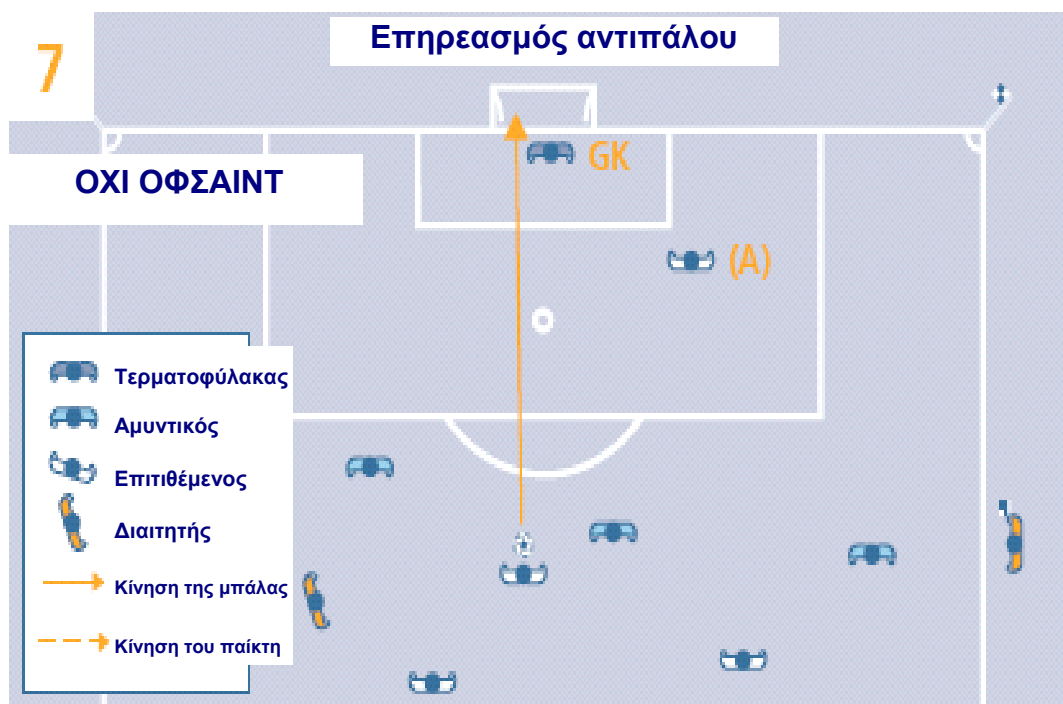 7
Επηρεασμός αντιπάλου
GK
ΟΧΙ ΟΦΣΑΙΝΤ
(A)
Τερματοφύλακας
Αμυντικός
Επιτιθέμενος
Διαιτητής
Κίνηση της μπάλας
Κίνηση του παίκτη